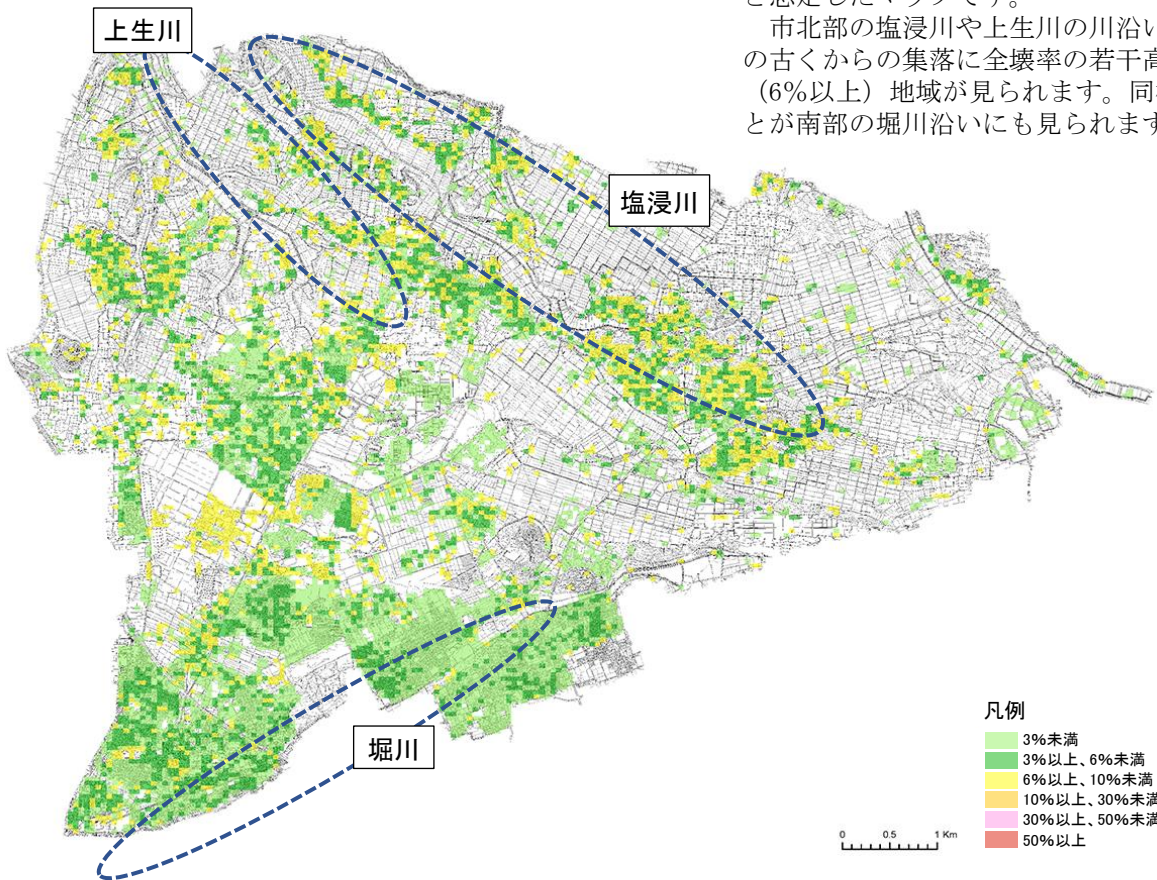 と想定したマップです。
市北部の塩浸川や上生川の川沿い
の古くからの集落に全壊率の若干高
(6%以上)地域が見られます。同
とが南部の堀川沿いにも見られます
上生川
塩浸川
堀川
凡例
3%未満
3%以上、6%未満
6%以上、10%未満
10%以上、30%未満
30%以上、50%未満
50%以上
0 0.5 1 Km